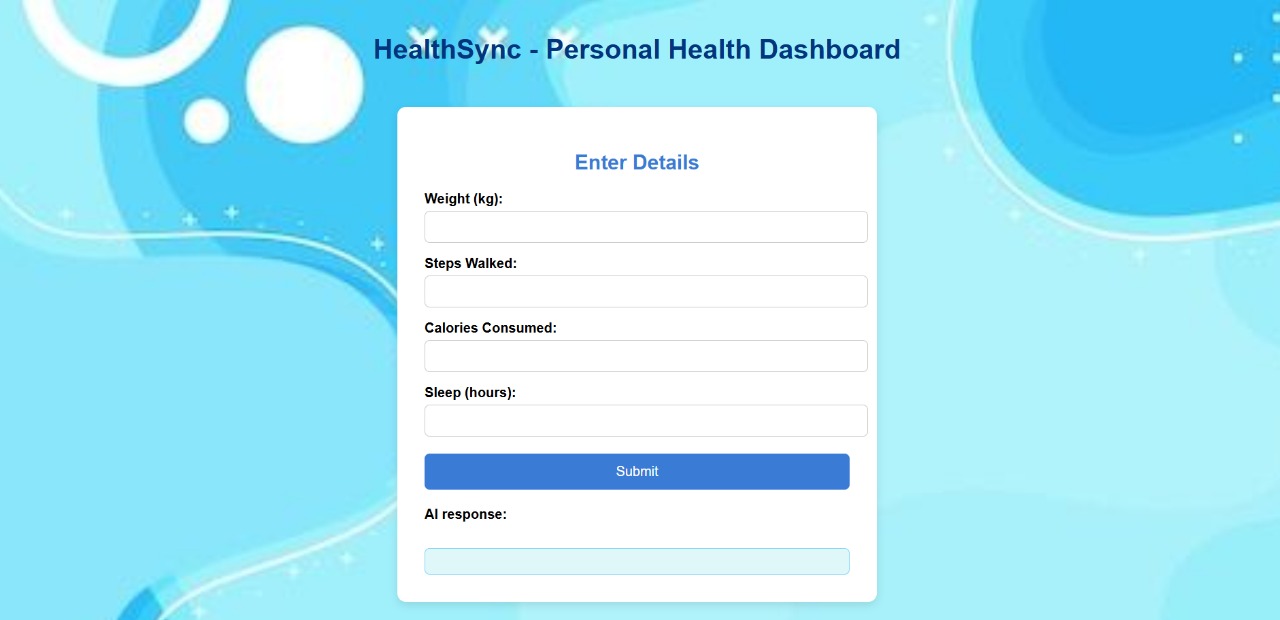 HealthSync - Personal Health Dashboard
Enter Details
Weight (kg):
Steps Walked:
Calories Consumed:
Sleep (hours):
Submit
AI response: